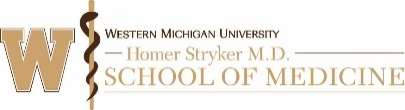 W
WESTERN MICHIGAN UNIVERSITY
Homer Stryker M.D.
SCHOOL OF MEDICINE